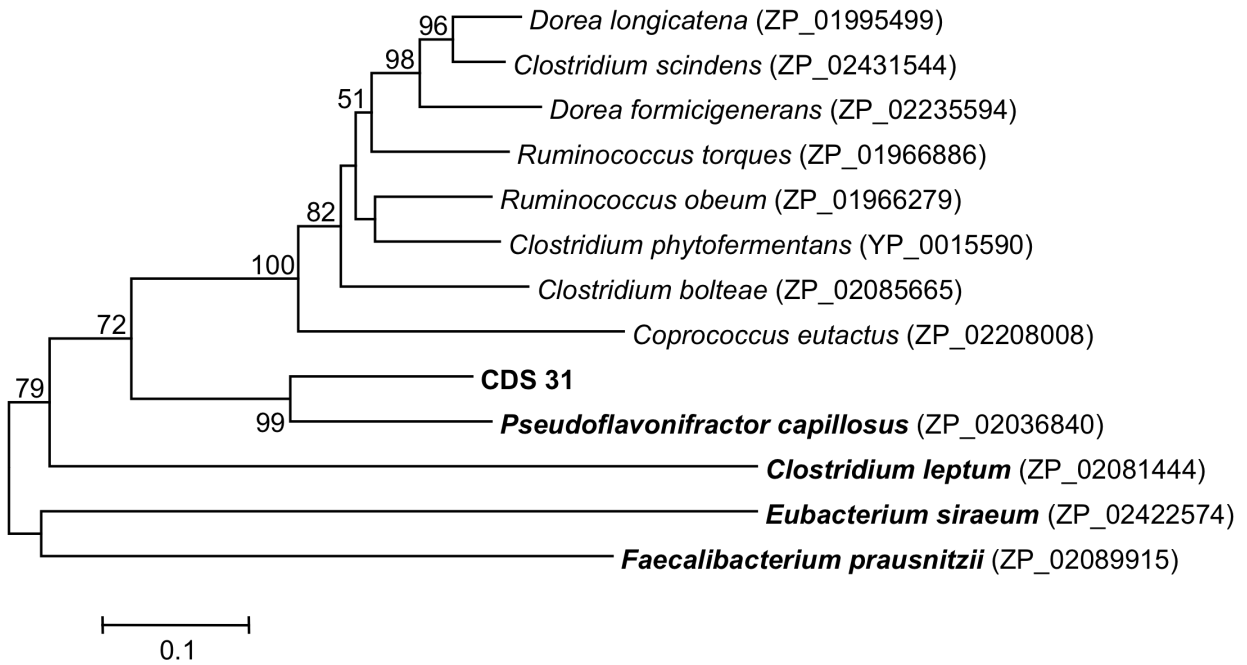 96 Dorea longicatena (ZP_01995499)
98 Clostridium scindens (ZP_02431544)
51 Dorea formicigenerans (ZP_02235594)
Ruminococcus torques (ZP_01966886)
82 Ruminococcus obeum (ZP_01966279)
Clostridium phytofermentans (YP_0015590)
100 Clostridium bolteae (ZP_02085665)
72 Coprococcus eutactus (ZP_02208008)
79 CDS 31
99 Pseudoflavonifractor capillosus (ZP_02036840)
Clostridium leptum (ZP_02081444)
Eubacterium siraeum (ZP_02422574)
Faecalibacterium prausnitzii (ZP_02089915)
0.1